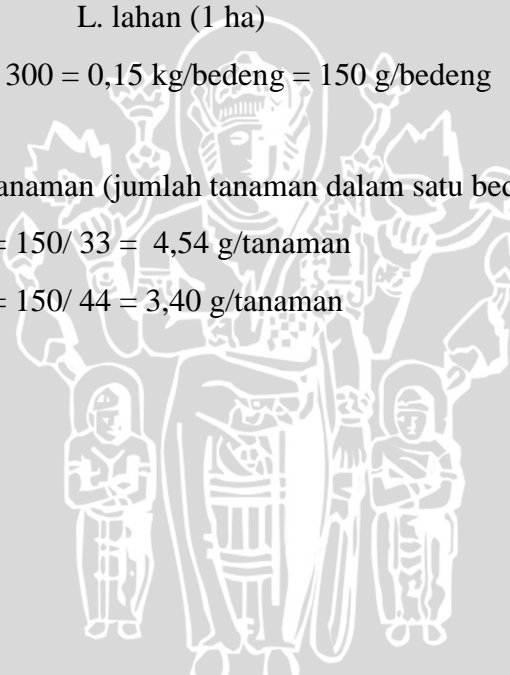 L. lahan (1 ha)
300 = 0,15 kg/bedeng = 150 g/bedeng
anaman (jumlah tanaman dalam satu bed
= 150/ 33 = 4,54 g/tanaman
= 150/ 44 = 3,40 g/tanaman